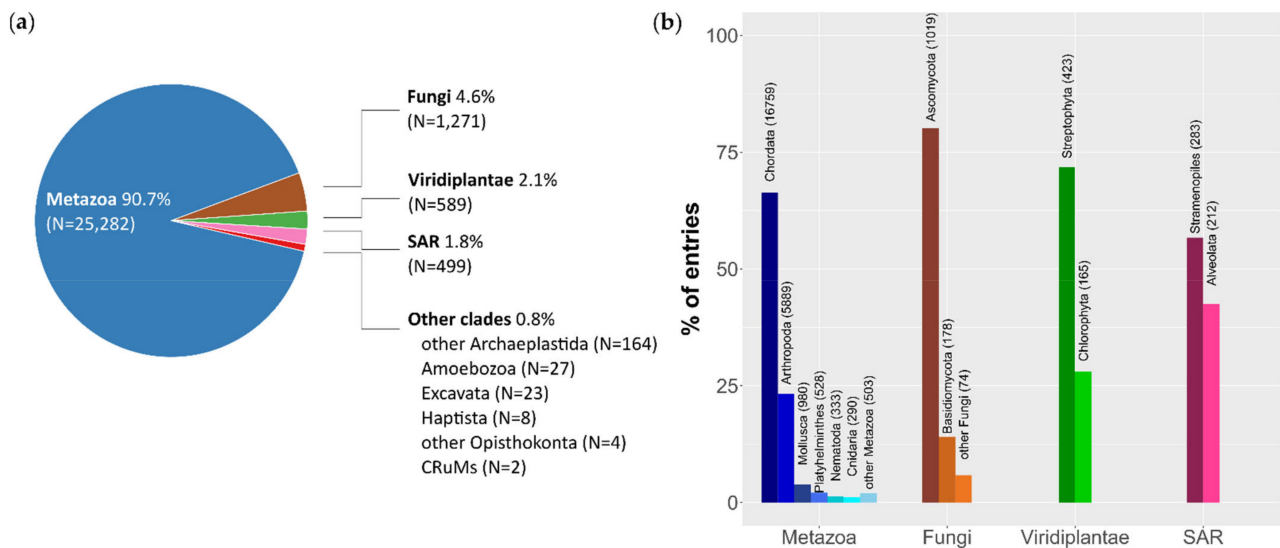 (a)
Metazoa 90.7%
(N=25,282)
Fungi 4.6%
(N=1,271)
Viridiplantae 2.1%
(N=589)
SAR 1.8%
(N=499)
Other clades 0.8%
other Archaeplastida (N=164)
Amoebozoa (N=27)
Excavata (N=23)
Haptista (N=8)
other Opisthokonta (N=4)
CRuMs (N=2)
(b)
% of entries
100
75
50
25
0
Chordata (16759)
Arthropoda (5889)
Mollusca (980)
Platyhelminthes (528)
Nematoda (333)
Cnidaria (290)
other Metazoa (503)
Ascomycota (1019)
Basidiomycota (178)
other Fungi (74)
Streptophyta (423)
Chlorophyta (165)
Stramenopiles (283)
Alveolata (212)
Metazoa
Fungi
Viridiplantae
SAR